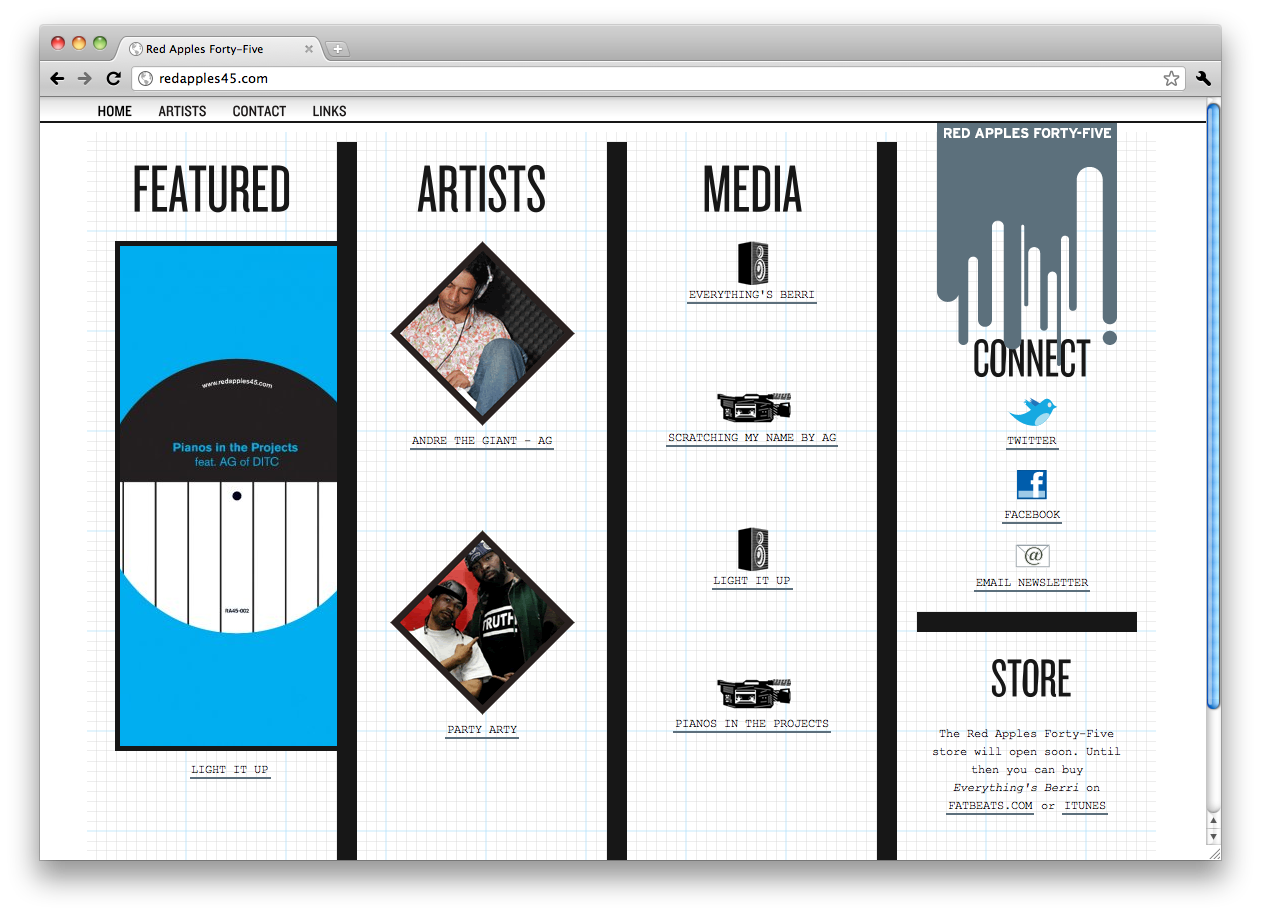 Red Apples Forty-Five
redapples45.com
HOME ARTISTS CONTACT LINKS
FEATURED
www.redapples45.com
Pianos in the Projects
feat. AG of DITC
RA45-002
LIGHT IT UP
ARTISTS
ANDRE THE GIANT - AG
TRUTH
PARTY ARTY
MEDIA
EVERYTHING'S BERRI
SCRATCHING MY NAME BY AG
LIGHT IT UP
PIANOS IN THE PROJECTS
RED APPLES FORTY-FIVE
CONNECT
TWITTER
f
FACEBOOK
@
EMAIL NEWSLETTER
STORE
The Red Apples Forty-Five
store will open soon. Until
then you can buy
Everything's Berri on
FATBEATS.COM or ITUNES